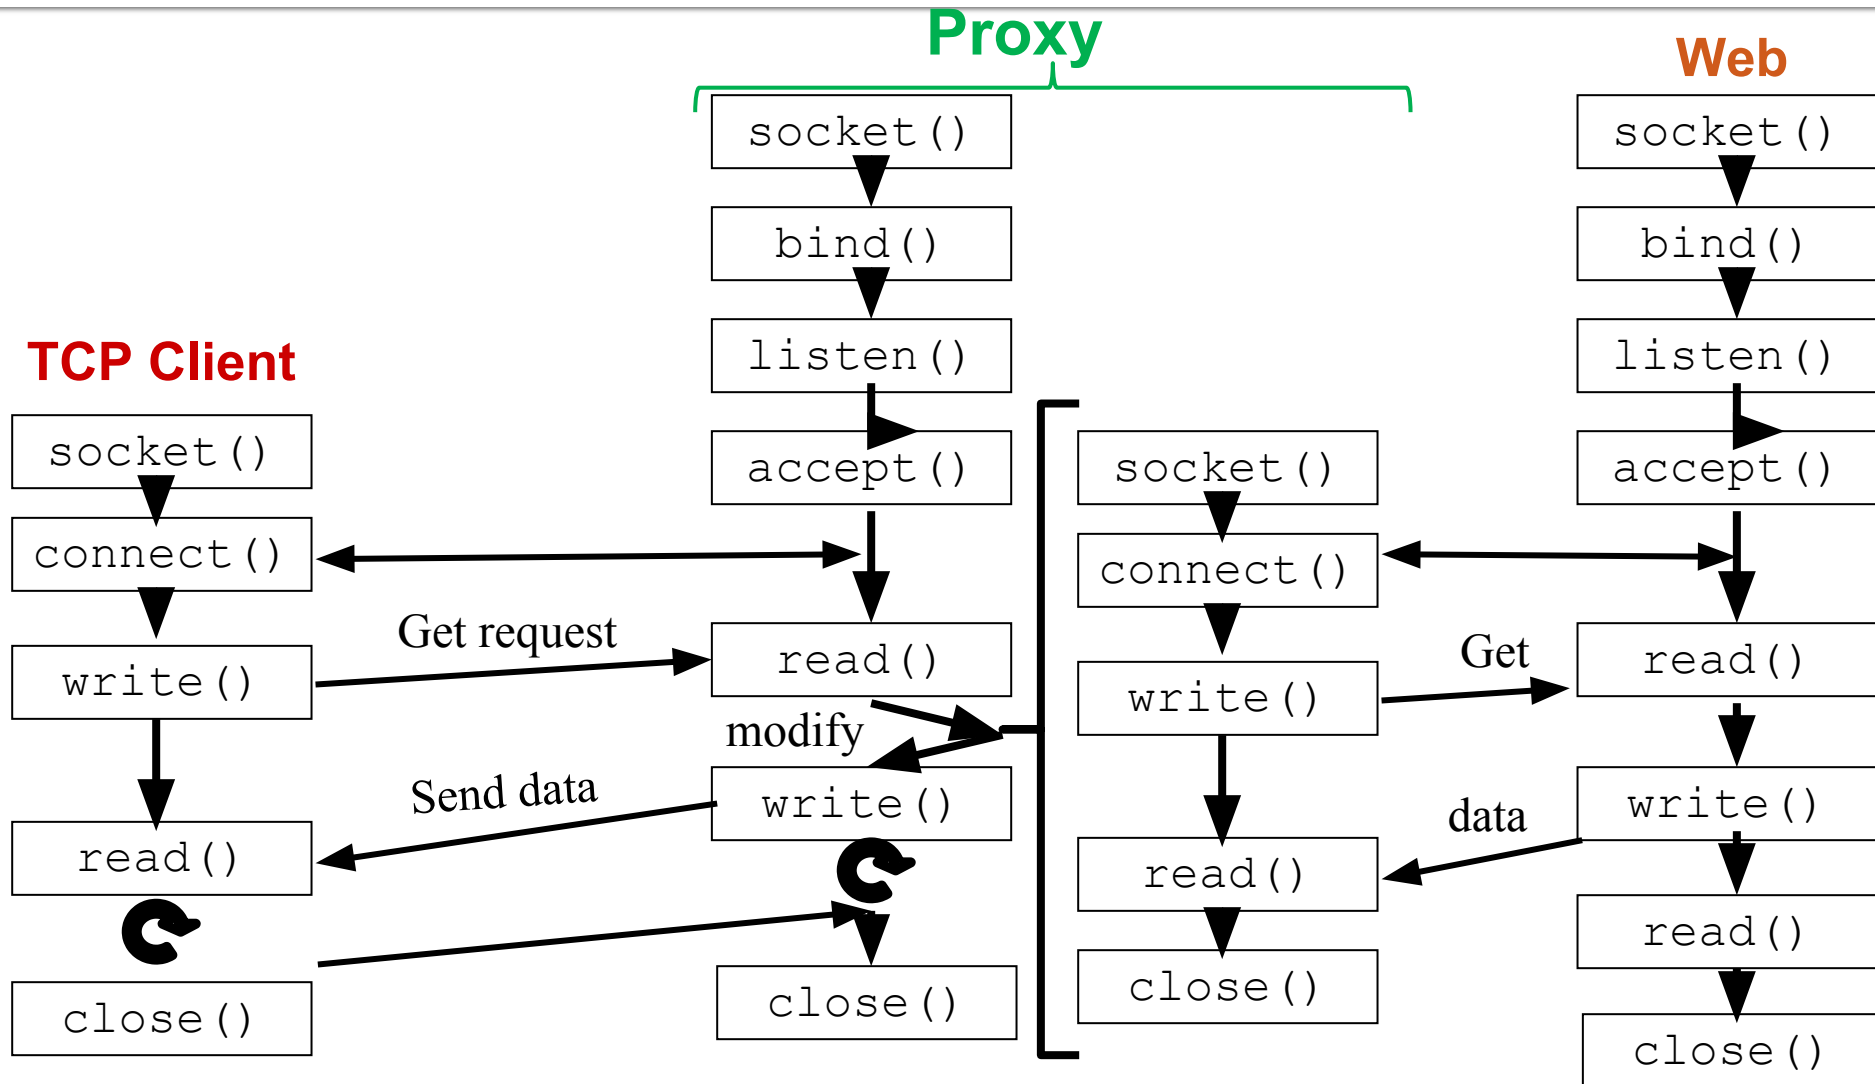 Proxy
Web
TCP Client
socket()
connect()
write()
read()
close()
Get request
Send data
socket()
bind()
listen()
accept()
read()
modify
write()
close()
socket()
connect()
write()
read()
close()
Get
data
socket()
bind()
listen()
accept()
read()
write()
read()
close()